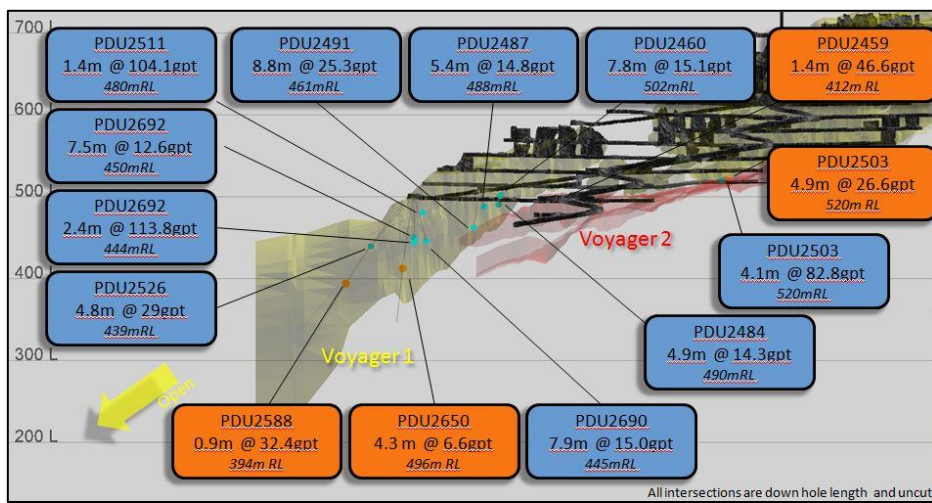 700 L
600 L
500 L
400 L
300 L
200 L
PDU2511
1.4m @ 104.1gpt
480mRL
PDU2491
8.8m @ 25.3gpt
461mRL
PDU2487
5.4m @ 14.8gpt
488mRL
PDU2460
7.8m @ 15.1gpt
502mRL
PDU2459
1.4m @ 46.6gpt
412m RL
PDU2692
7.5m @ 12.6gpt
450mRL
PDU2503
4.9m @ 26.6gpt
520m RL
PDU2692
2.4m @ 113.8gpt
444mRL
Voyager 2
PDU2503
4.1m @ 82.8gpt
520mRL
PDU2526
4.8m @ 29gpt
439mRL
PDU2484
4.9m @ 14.3gpt
490mRL
Voyager 1
Open
PDU2588
0.9m @ 32.4gpt
394m RL
PDU2650
4.3 m @ 6.6gpt
496m RL
PDU2690
7.9m @ 15.0gpt
445mRL
All intersections are down hole length and uncut